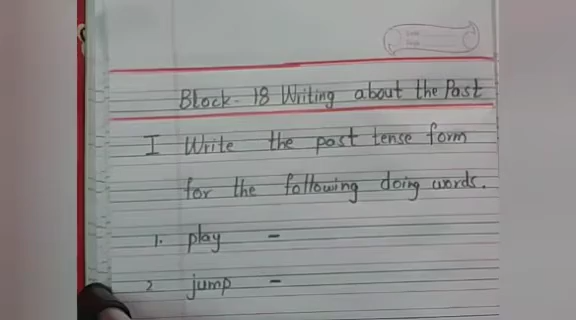 Block - 18 Writing about the Past
I Write the past tense form
for the following doing words.
1. play -
2 jump -